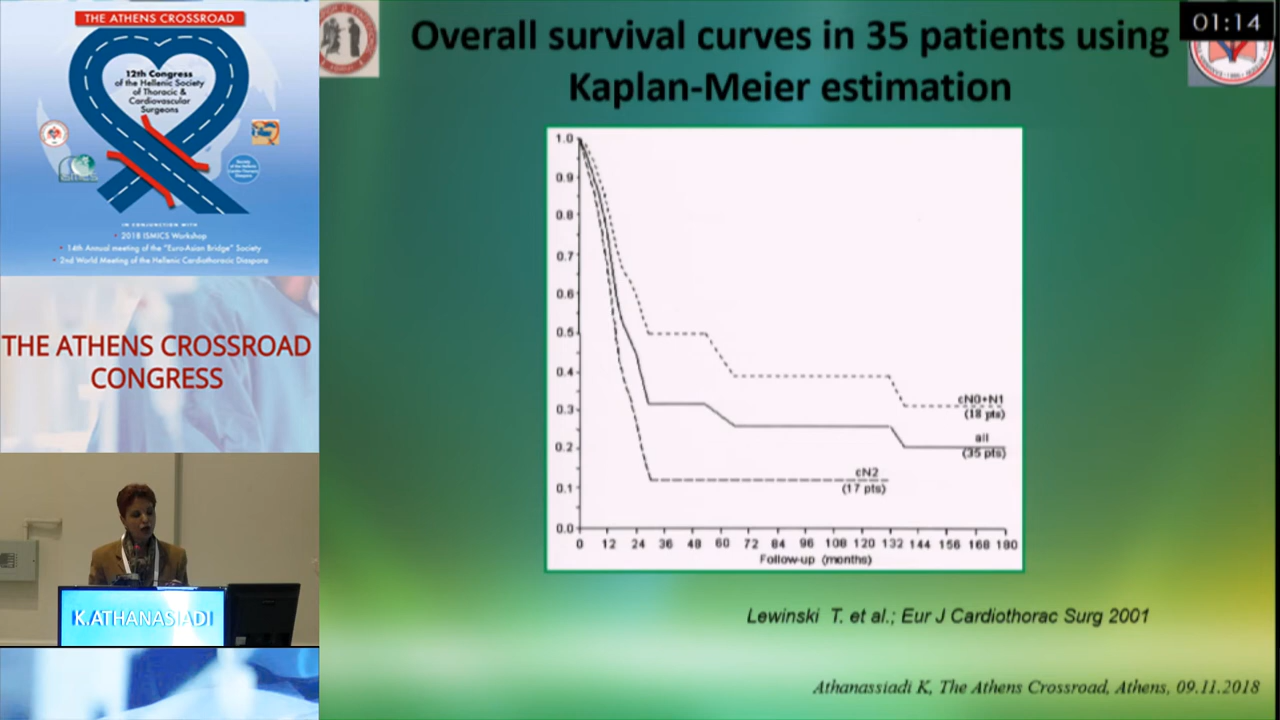 THE ATHENS CROSSROAD
12th Congress
of the Hellenic Society
of Thoracic &
Cardiovascular
Surgeons
IN CONJUNCTION WITH
• 2018 ISMICS Workshop
• 14th Annual meeting of the "Euro-Asian Bridge" Society
• 2nd World Meeting of the Hellenic Cardiothoracic Diaspora
THE ATHENS CROSSROAD
CONGRESS
K.ATHANASIADI
01:14
Overall survival curves in 35 patients using
Kaplan-Meier estimation
1.0
0.9
0.8
0.7
0.6
0.5
0.4
0.3
0.2
0.1
0.0
cN0+N1
(18 pts)
all
(35 pts)
cN2
(17 pts)
0 12 24 36 48 60 72 84 96 108 120 132 144 156 168 180
Follow-up (months)
Lewinski T. et al.; Eur J Cardiothorac Surg 2001
Athanassiadi K, The Athens Crossroad, Athens, 09.11.2018